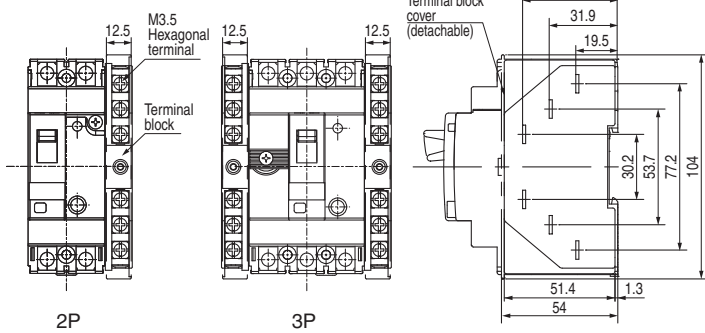 M3.5
Hexagonal
terminal
12.5
Terminal
block
2P
12.5
12.5
3P
Terminal block
cover
(detachable)
31.9
19.5
30.2
53.7
77.2
104
51.4
1.3
54